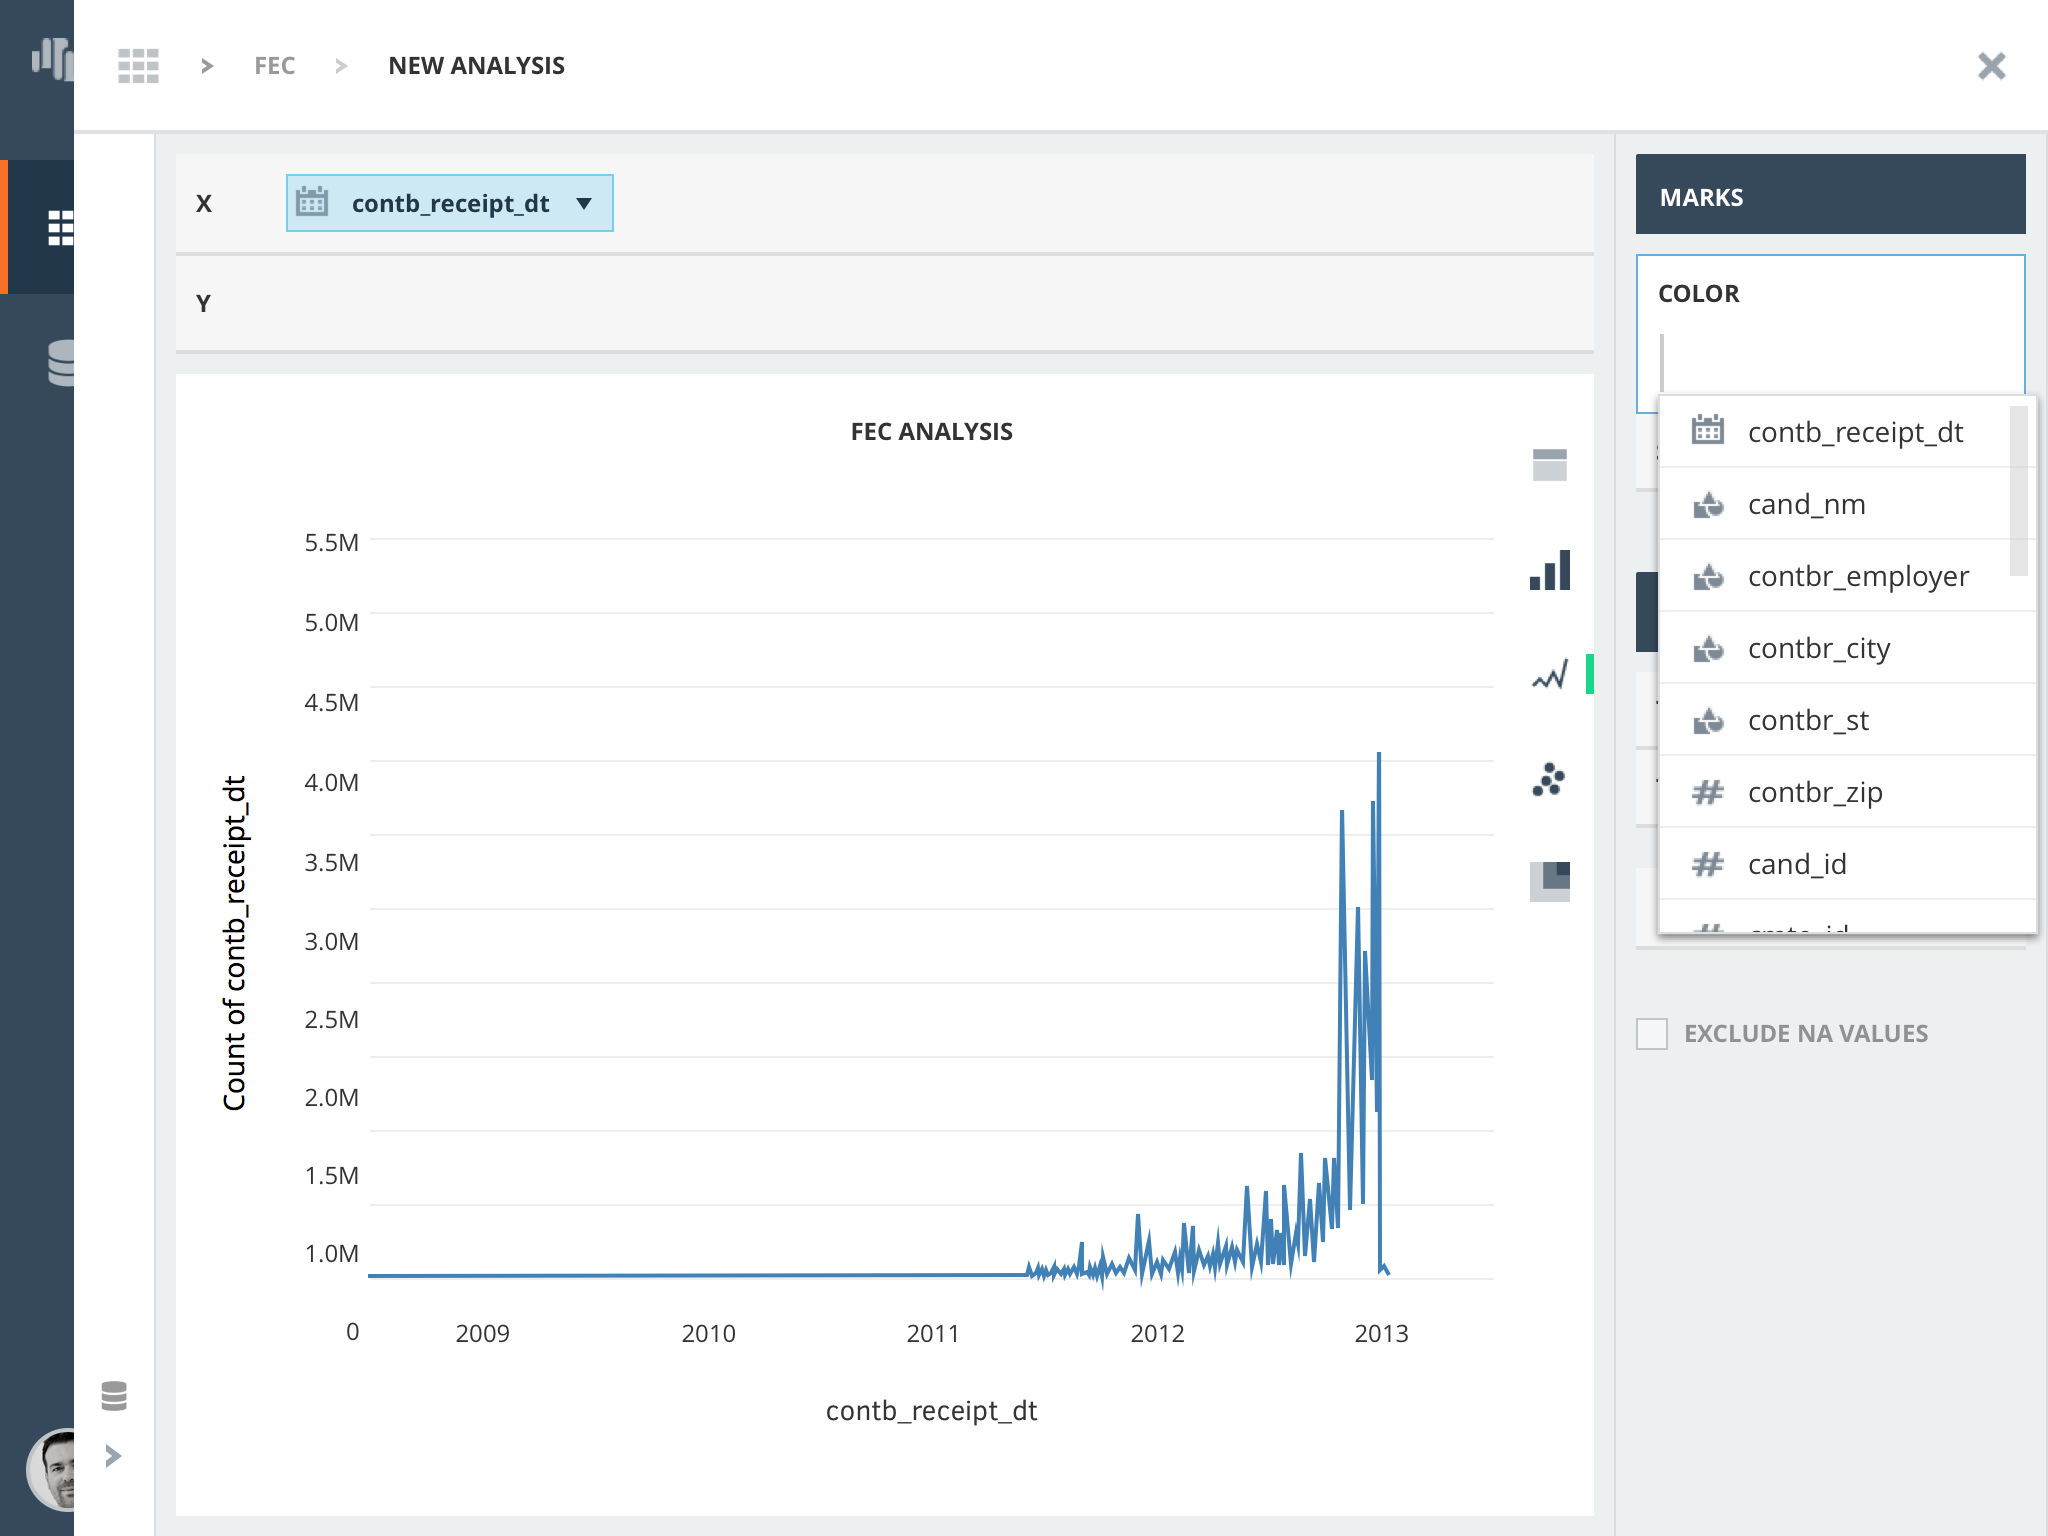 > FEC > NEW ANALYSIS
X contb_receipt_dt
Y
MARKS
COLOR
contb_receipt_dt
cand_nm
contbr_employer
contbr_city
contbr_st
contbr_zip
cand_id
EXCLUDE NA VALUES
FEC ANALYSIS
5.5M
5.0M
4.5M
4.0M
3.5M
3.0M
2.5M
2.0M
1.5M
1.0M
0 2009 2010 2011 2012 2013
Count of contb_receipt_dt
contb_receipt_dt